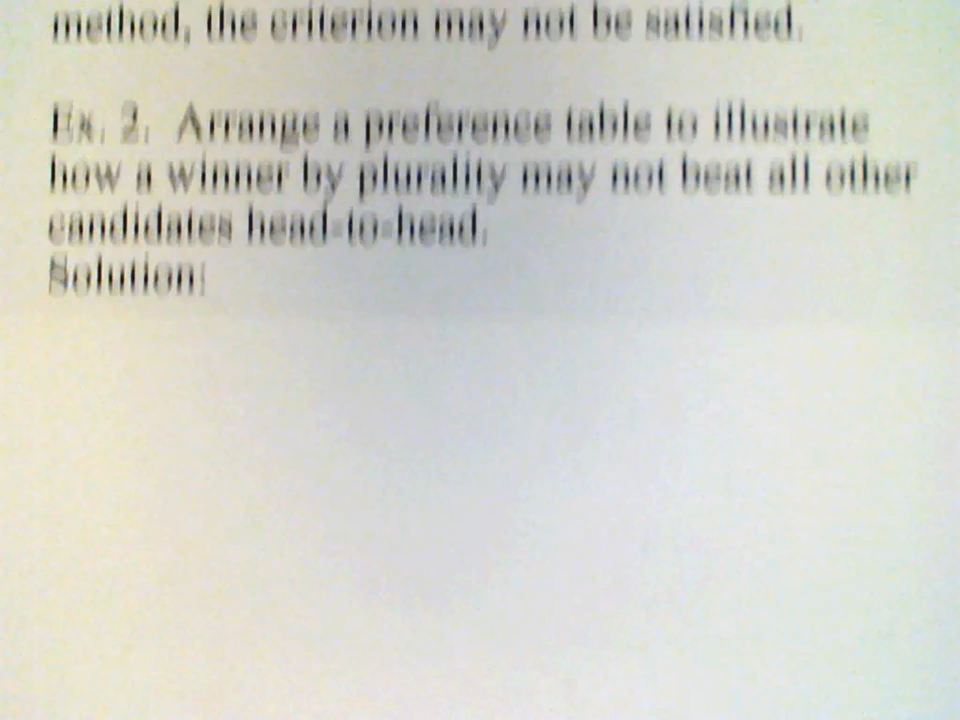 method, the criterion may not be satisfied.
Ex. 2. Arrange a preference table to illustrate
how a winner by plurality may not beat all other
candidates head-to-head.
Solution: